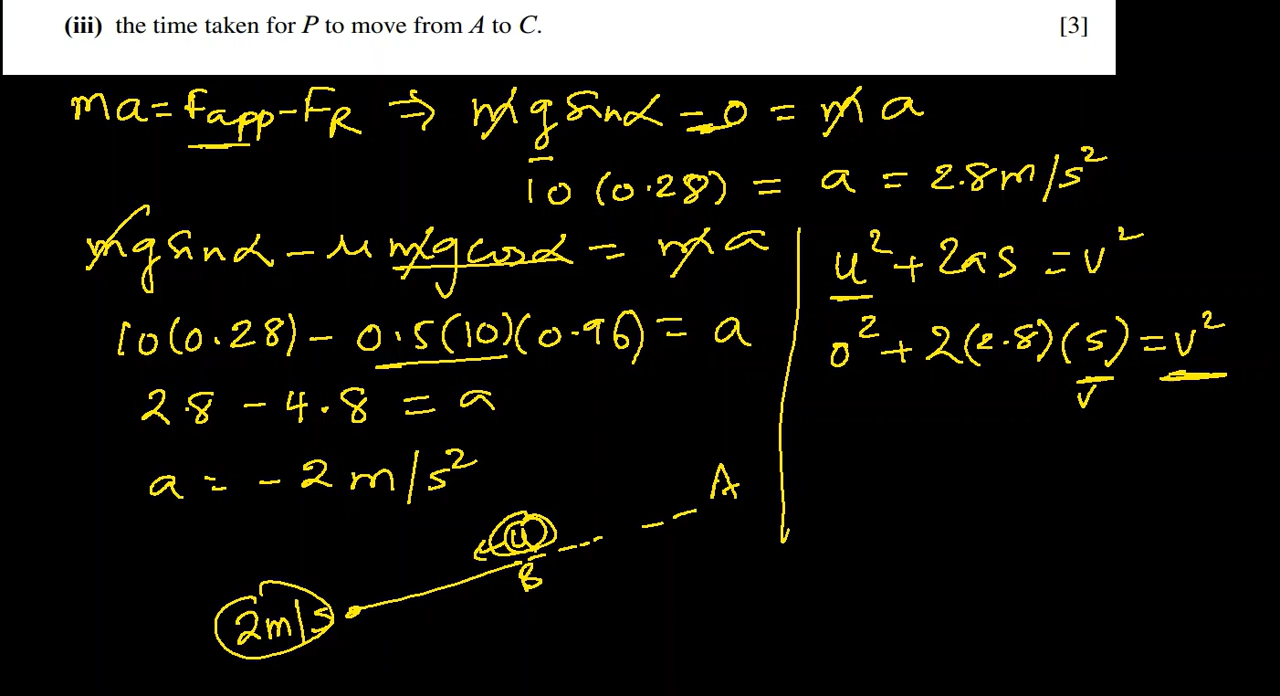 (iii) the time taken for P to move from A to C. [3]
ma = Fapp - FR ⇒ mg sinα - 0 = ma
10(0.28) = a = 2.8m/s²
mg sinα - μ mg cosα = ma
10(0.28) - 0.5(10)(0.96) = a
2.8 - 4.8 = a
a = -2 m/s²
u² + 2as = v²
0² + 2(2.8)(s) = v²
v
A
u
B
2m/s